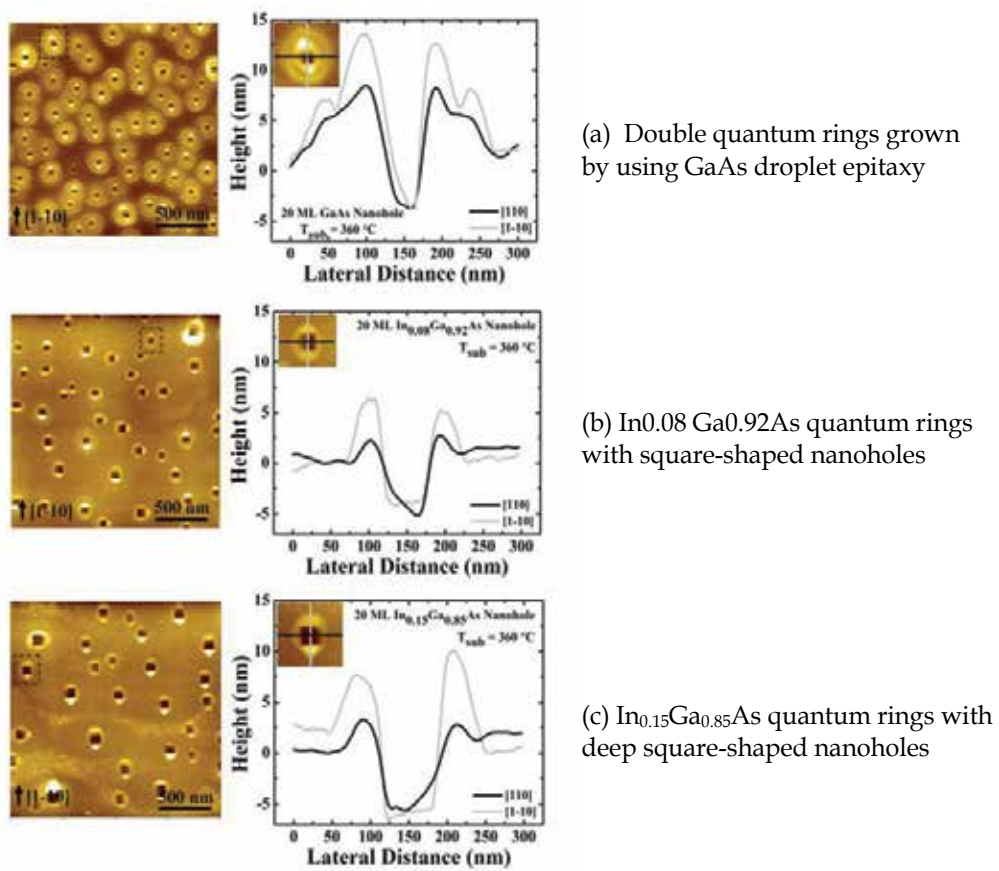 [1-10]
500 nm
15
10
5
0
-5
Height (nm)
20 ML GaAs Nanohole
T_sub. = 360 °C
[110]
[1-10]
0 50 100 150 200 250 300
Lateral Distance (nm)
(a) Double quantum rings grown
by using GaAs droplet epitaxy
[1-10]
500 nm
15
10
5
0
-5
Height (nm)
20 ML In0.08Ga0.92As Nanohole
Tsub = 360 °C
[110]
[1-10]
0 50 100 150 200 250 300
Lateral Distance (nm)
(b) In0.08 Ga0.92As quantum rings
with square-shaped nanoholes
[1-10]
500 nm
15
10
5
0
-5
Height (nm)
20 ML In0.15Ga0.85As Nanohole
Tsub = 360 °C
[110]
[1-10]
0 50 100 150 200 250 300
Lateral Distance (nm)
(c) In0.15Ga0.85As quantum rings with
deep square-shaped nanoholes